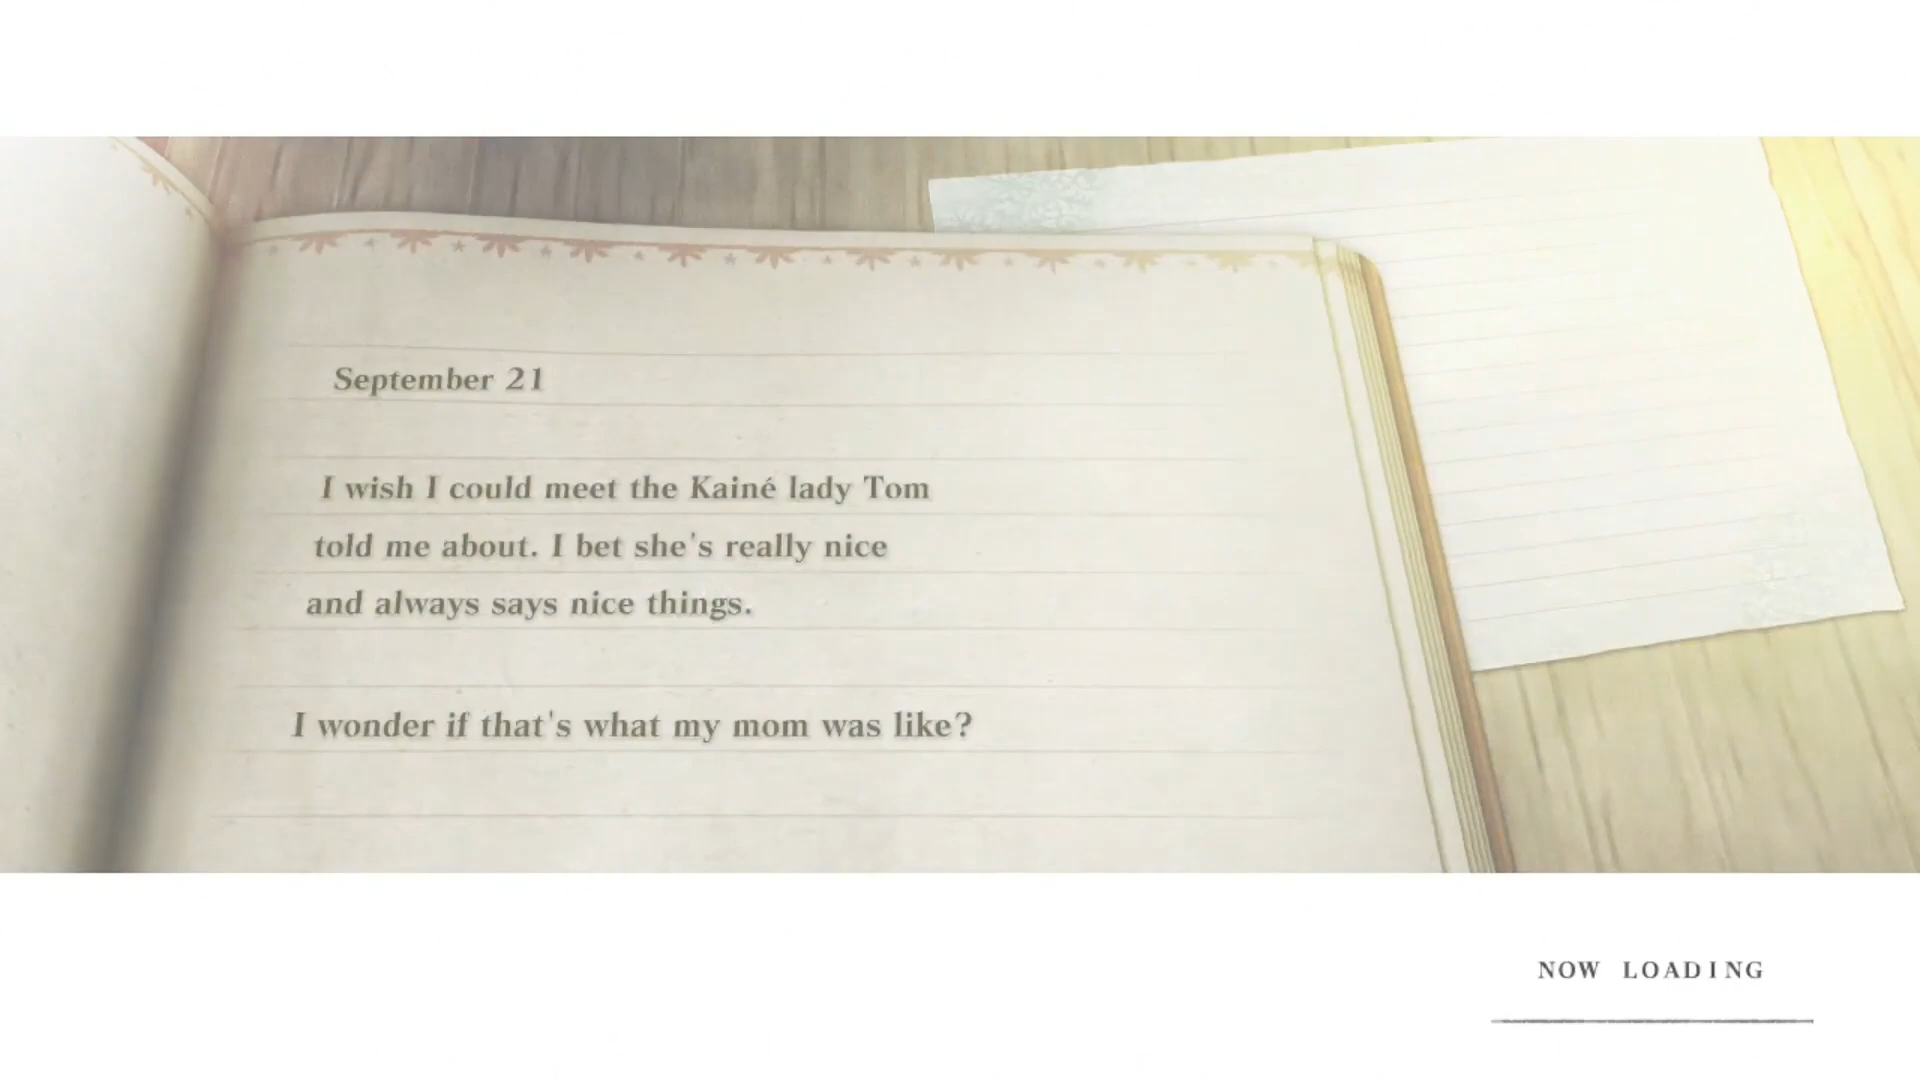 September 21
I wish I could meet the Kainé lady Tom
told me about. I bet she's really nice
and always says nice things.
I wonder if that's what my mom was like?
NOW LOADING